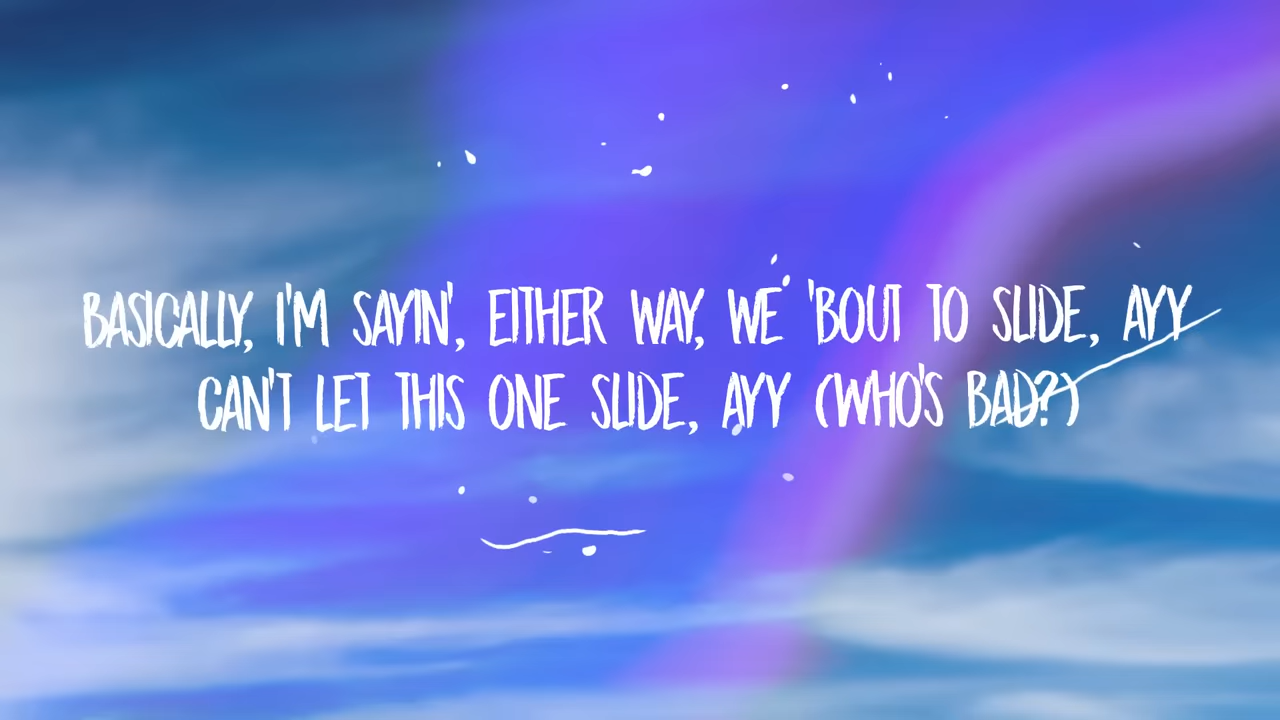 BASICALLY, I'M SAYIN', EITHER WAY, WE 'BOUT TO SLIDE, AYY
CAN'T LET THIS ONE SLIDE, AYY (WHO'S BAD?)